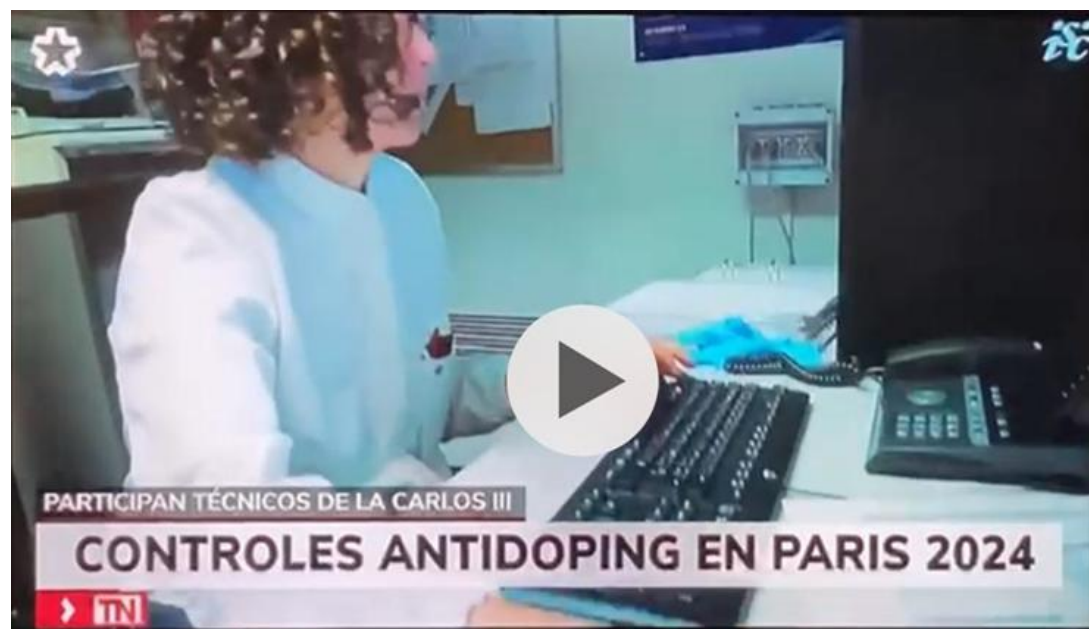 PARTICIPAN TÉCNICOS DE LA CARLOS III
CONTROLES ANTIDOPING EN PARIS 2024
TN